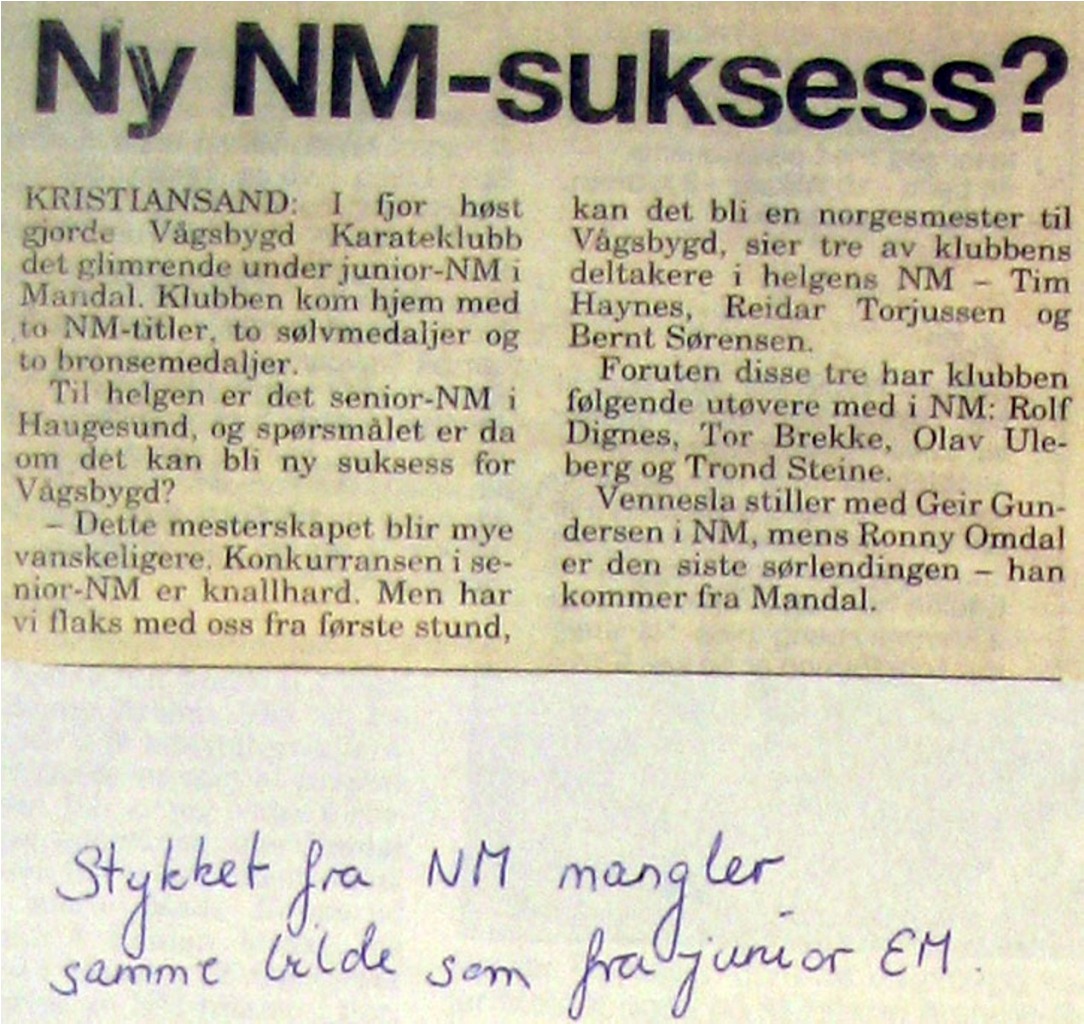 Ny NM-suksess?
KRISTIANSAND: I fjor høst
gjorde Vågsbygd Karateklubb
det glimrende under junior-NM i
Mandal. Klubben kom hjem med
to NM-titler, to sølvmedaljer og
to bronsemedaljer.
Til helgen er det senior-NM i
Haugesund, og spørsmålet er da
om det kan bli ny suksess for
Vågsbygd?
– Dette mesterskapet blir mye
vanskeligere. Konkurransen i se-
nior-NM er knallhard. Men har
vi flaks med oss fra første stund,
kan det bli en norgesmester til
Vågsbygd, sier tre av klubbens
deltakere i helgens NM – Tim
Haynes, Reidar Torjussen og
Bernt Sørensen.
Foruten disse tre har klubben
følgende utøvere med i NM: Rolf
Dignes, Tor Brekke, Olav Ule-
berg og Trond Steine.
Vennesla stiller med Geir Gun-
dersen i NM, mens Ronny Omdal
er den siste sørlendingen – han
kommer fra Mandal.
Stykket fra NM mangler
samme bilde som fra junior EM.